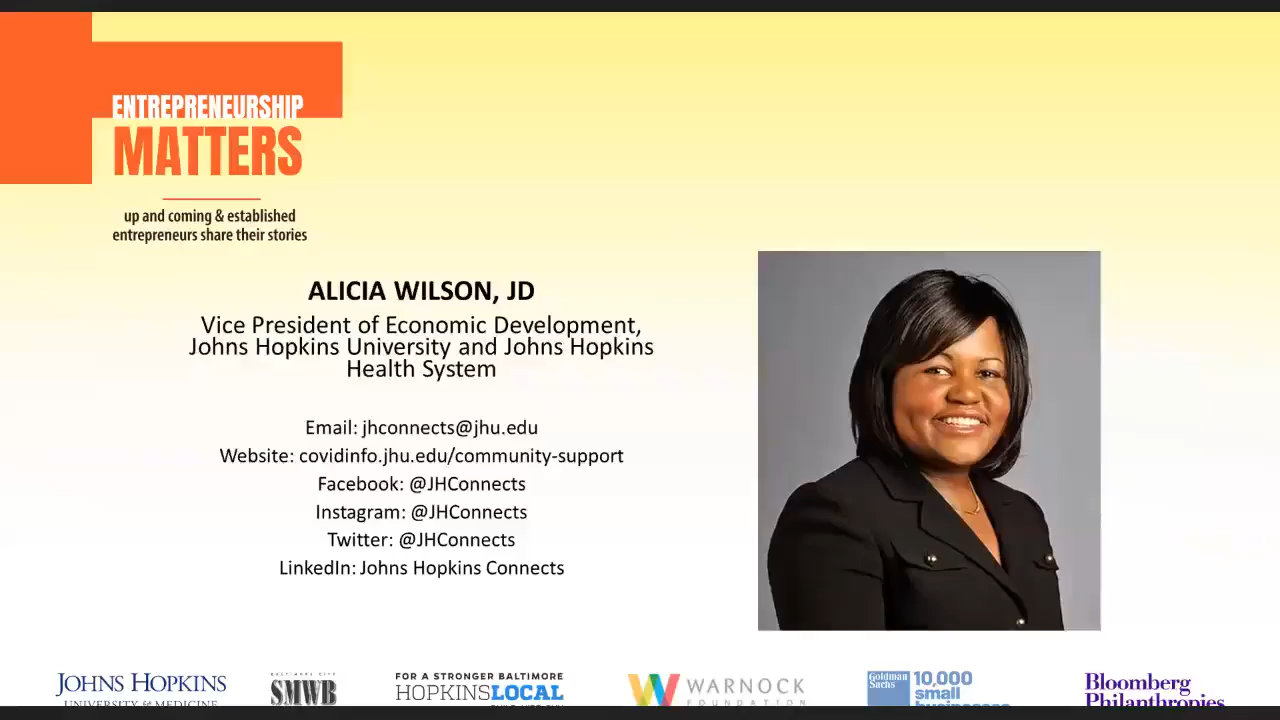 ENTREPRENEURSHIP
MATTERS
up and coming & established
entrepreneurs share their stories
ALICIA WILSON, JD
Vice President of Economic Development,
Johns Hopkins University and Johns Hopkins
Health System
Email: jhconnects@jhu.edu
Website: covidinfo.jhu.edu/community-support
Facebook: @JHConnects
Instagram: @JHConnects
Twitter: @JHConnects
LinkedIn: Johns Hopkins Connects
JOHNS HOPKINS
UNIVERSITY & MEDICINE
SMWB
FOR A STRONGER BALTIMORE
HOPKINSLOCAL
WARNOCK
FOUNDATION
Goldman
Sachs
10,000
small
businesses
Bloomberg
Philanthropies